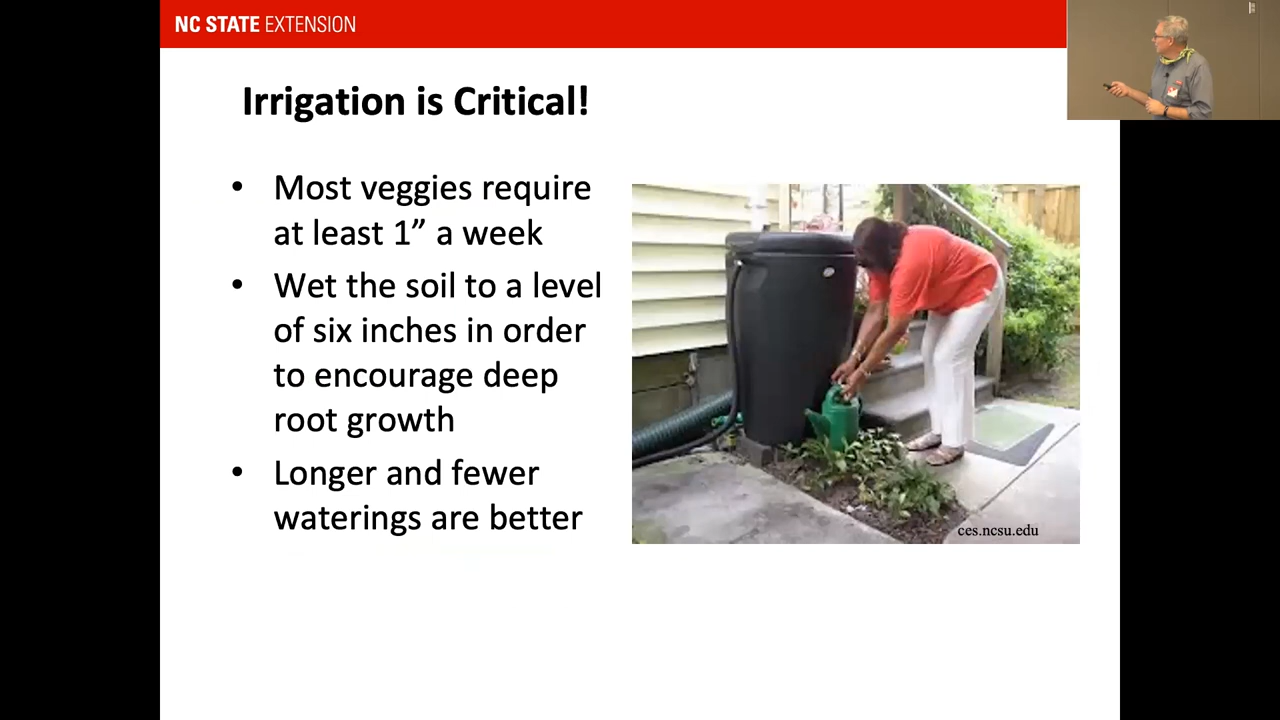 NC STATE EXTENSION
Irrigation is Critical!
• Most veggies require
at least 1” a week
• Wet the soil to a level
of six inches in order
to encourage deep
root growth
• Longer and fewer
waterings are better
ces.ncsu.edu